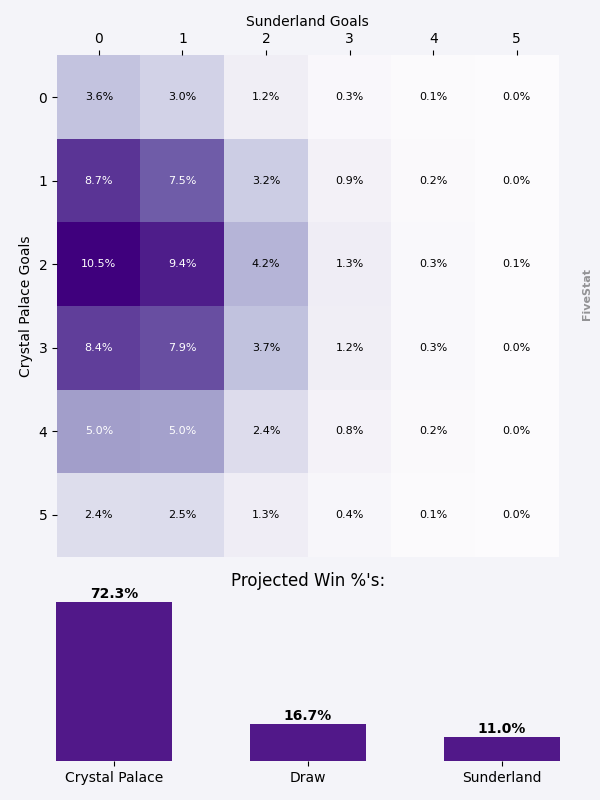 Sunderland Goals
0 1 2 3 4 5
0 3.6% 3.0% 1.2% 0.3% 0.1% 0.0%
1 8.7% 7.5% 3.2% 0.9% 0.2% 0.0%
2 10.5% 9.4% 4.2% 1.3% 0.3% 0.1%
3 8.4% 7.9% 3.7% 1.2% 0.3% 0.0%
4 5.0% 5.0% 2.4% 0.8% 0.2% 0.0%
5 2.4% 2.5% 1.3% 0.4% 0.1% 0.0%
Crystal Palace Goals
FiveStat
Projected Win %'s:
72.3% 16.7% 11.0%
Crystal Palace Draw Sunderland